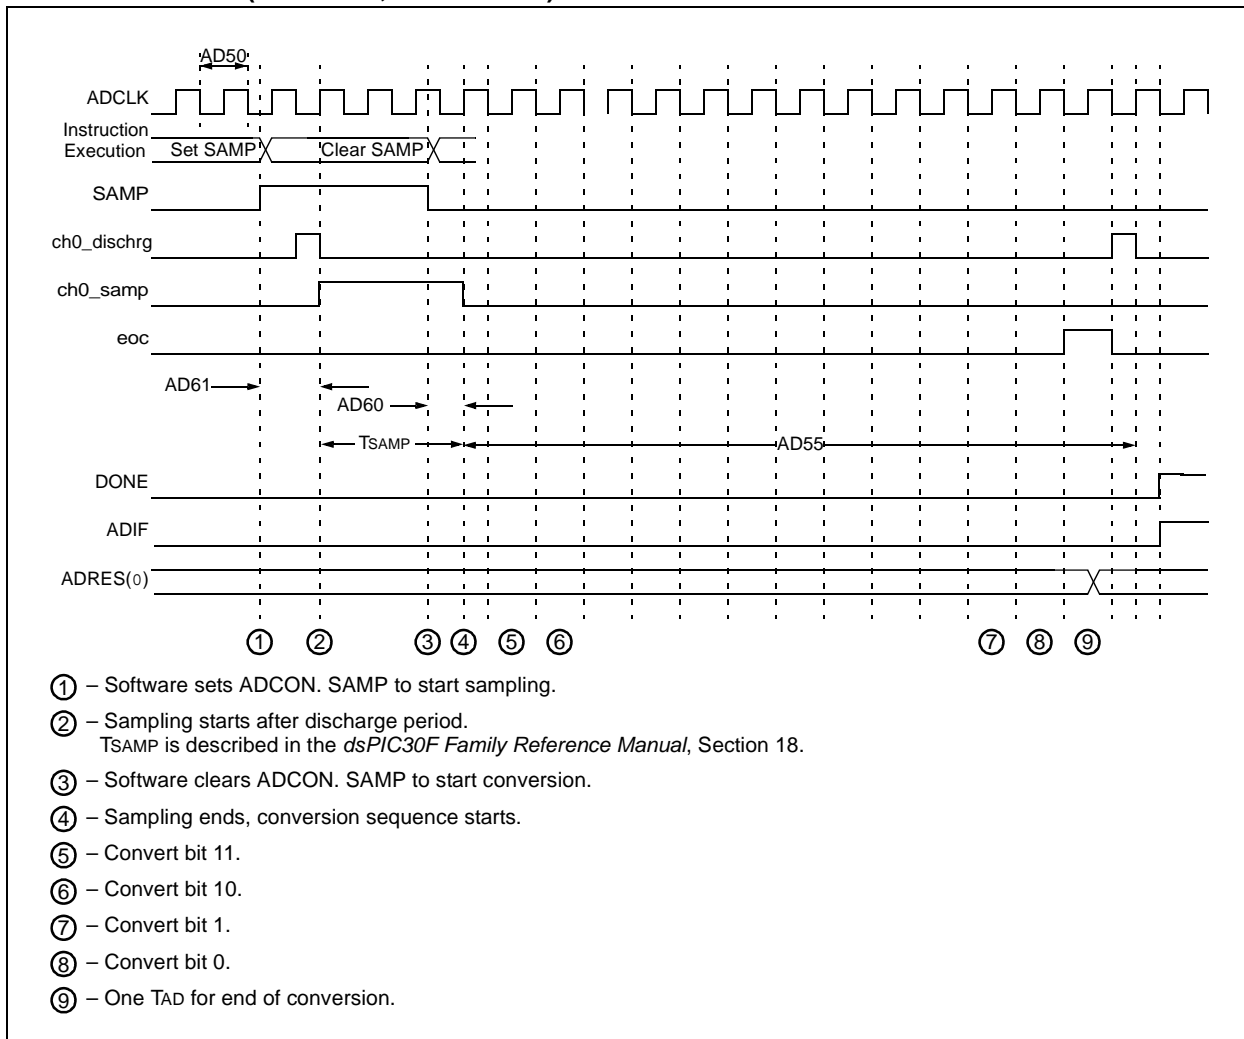 AD50
ADCLK
Instruction
Execution
Set SAMP
Clear SAMP
SAMP
ch0_dischrg
ch0_samp
eoc
AD61
AD60
TSAMP
AD55
DONE
ADIF
ADRES(0)
1 2 3 4 5 6 7 8 9
1 – Software sets ADCON. SAMP to start sampling.
2 – Sampling starts after discharge period.
TSAMP is described in the dsPIC30F Family Reference Manual, Section 18.
3 – Software clears ADCON. SAMP to start conversion.
4 – Sampling ends, conversion sequence starts.
5 – Convert bit 11.
6 – Convert bit 10.
7 – Convert bit 1.
8 – Convert bit 0.
9 – One TAD for end of conversion.